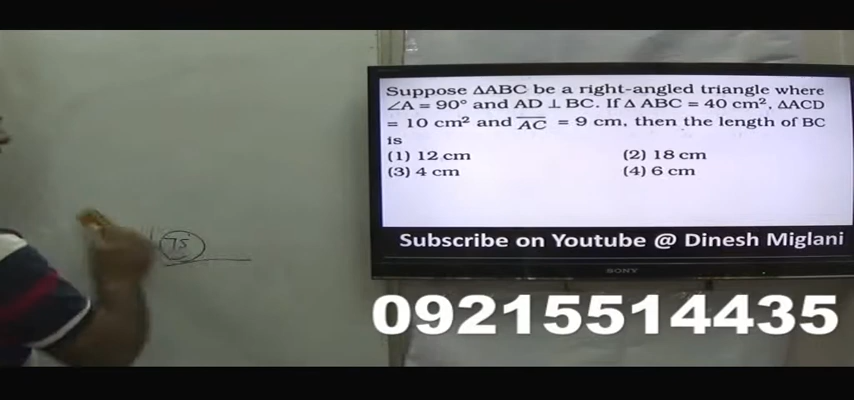 Suppose ΔABC be a right-angled triangle where
∠A = 90° and AD ⊥ BC. If Δ ABC = 40 cm², ΔACD
= 10 cm² and A̅C̅ = 9 cm, then the length of BC
is
(1) 12 cm (2) 18 cm
(3) 4 cm (4) 6 cm
Subscribe on Youtube @ Dinesh Miglani
SONY
75
09215514435